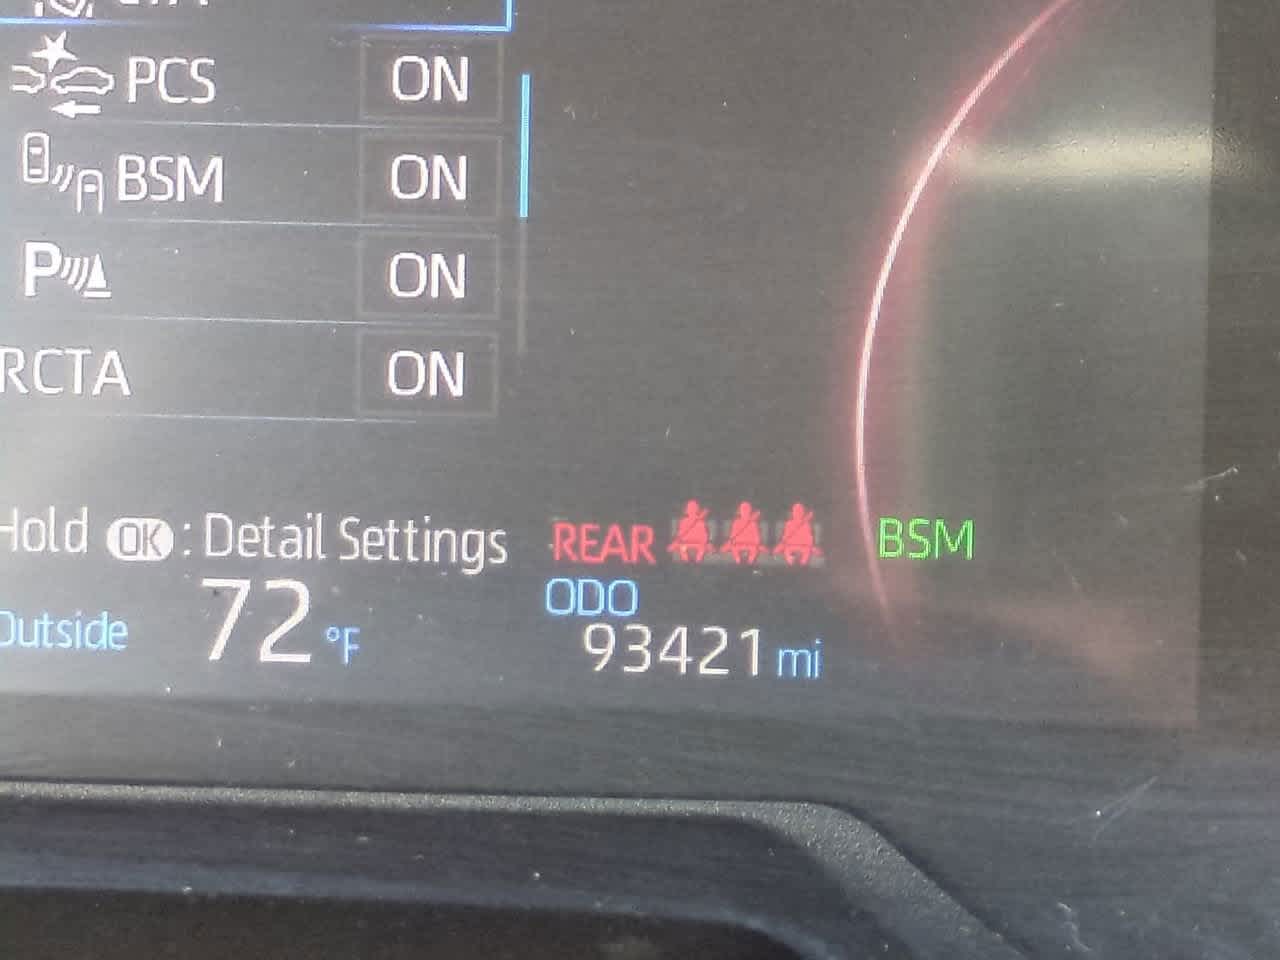 PCS ON
BSM ON
P ON
RCTA ON
Hold OK : Detail Settings
REAR
BSM
Outside 72 °F
ODO
93421 mi